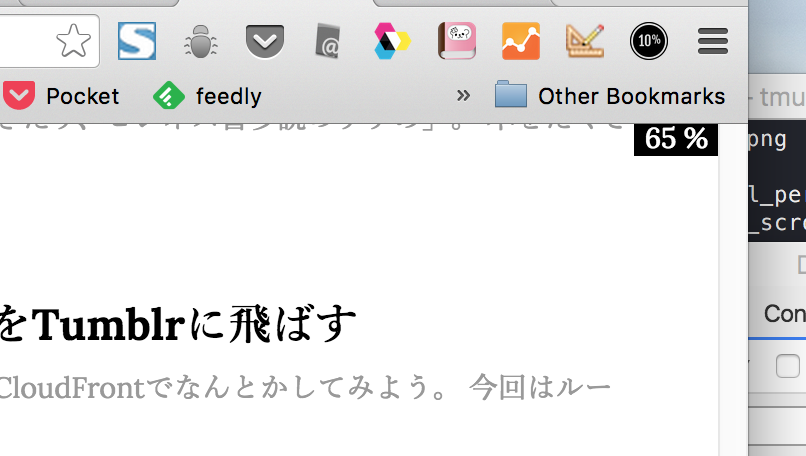 S
@
10%
Pocket
feedly
»
Other Bookmarks
- tmu
65 %
png
l_pe
_scro
をTumblrに飛ばす
Con
CloudFrontでなんとかしてみよう。 今回はルー